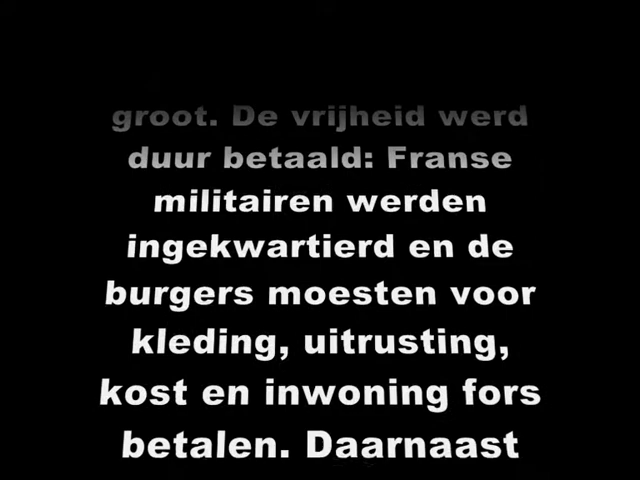 groot. De vrijheid werd
duur betaald: Franse
militairen werden
ingekwartierd en de
burgers moesten voor
kleding, uitrusting,
kost en inwoning fors
betalen. Daarnaast